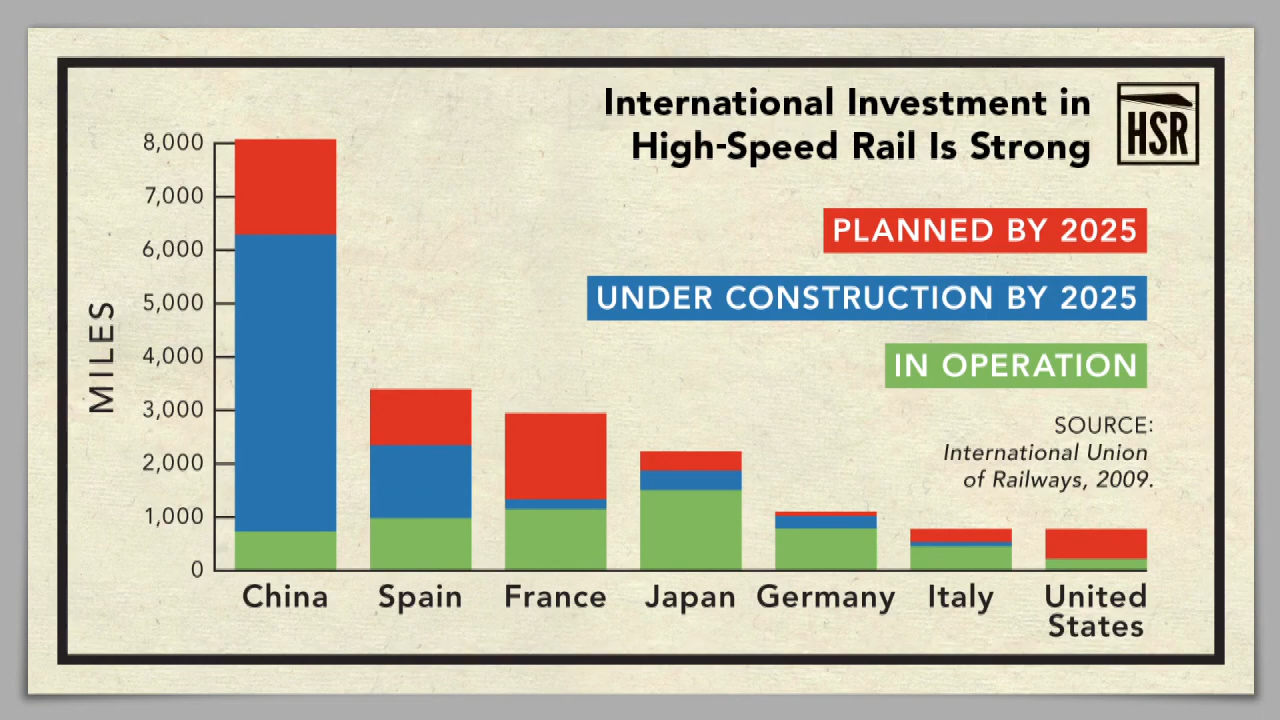 International Investment in
High-Speed Rail Is Strong
HSR
PLANNED BY 2025
UNDER CONSTRUCTION BY 2025
IN OPERATION
SOURCE:
International Union
of Railways, 2009.
MILES
8,000
7,000
6,000
5,000
4,000
3,000
2,000
1,000
0
China
Spain
France
Japan
Germany
Italy
United
States